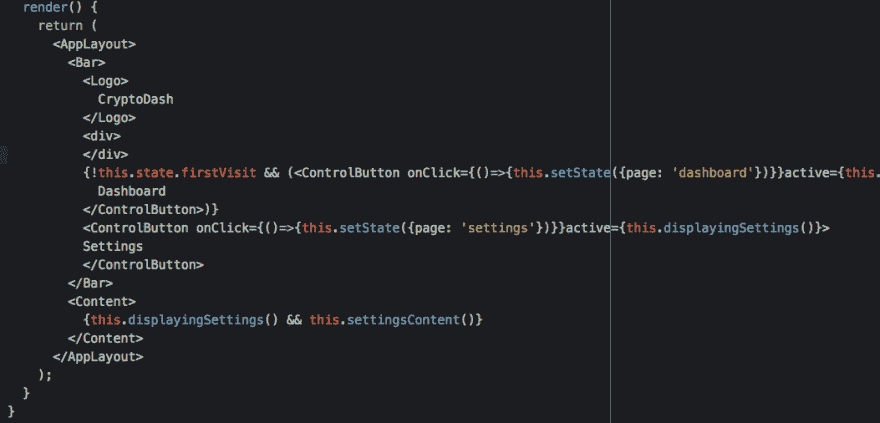 render() {
return (
<AppLayout>
<Bar>
<Logo>
CryptoDash
</Logo>
<div>
</div>
{!this.state.firstVisit && (<ControlButton onClick={()=>{this.setState({page: 'dashboard'})}}active={this.
Dashboard
</ControlButton>)}
<ControlButton onClick={()=>{this.setState({page: 'settings'})}}active={this.displayingSettings()}>
Settings
</ControlButton>
</Bar>
<Content>
{this.displayingSettings() && this.settingsContent()}
</Content>
</AppLayout>
);
}
}